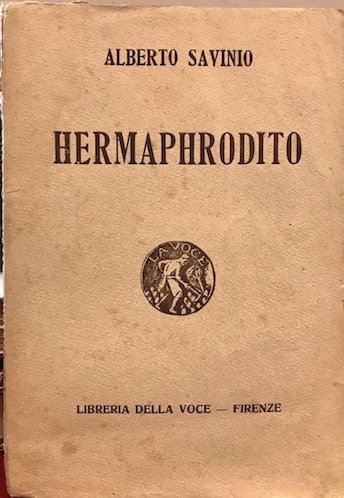 ALBERTO SAVINIO
HERMAPHRODITO
LA VOCE
LIBRERIA DELLA VOCE — FIRENZE